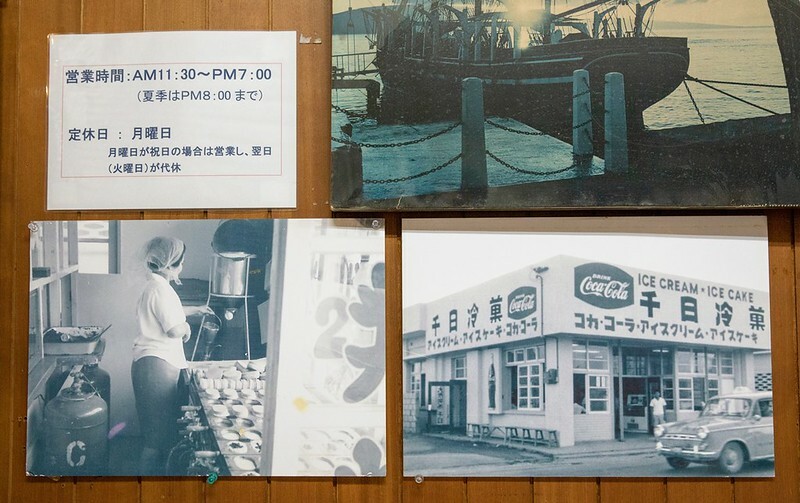 営業時間:AM11:30～PM7:00
(夏季はPM8:00まで)
定休日 : 月曜日
月曜日が祝日の場合は営業し、翌日
(火曜日)が代休
DRINK
Coca-Cola
ICE CREAM・ICE CAKE
千日冷菓
コカ・コーラ・アイスクリーム・アイスケーキ
Coca-Cola
千日冷菓
アイスクリーム・アイスケーキ・コカ・コーラ
C